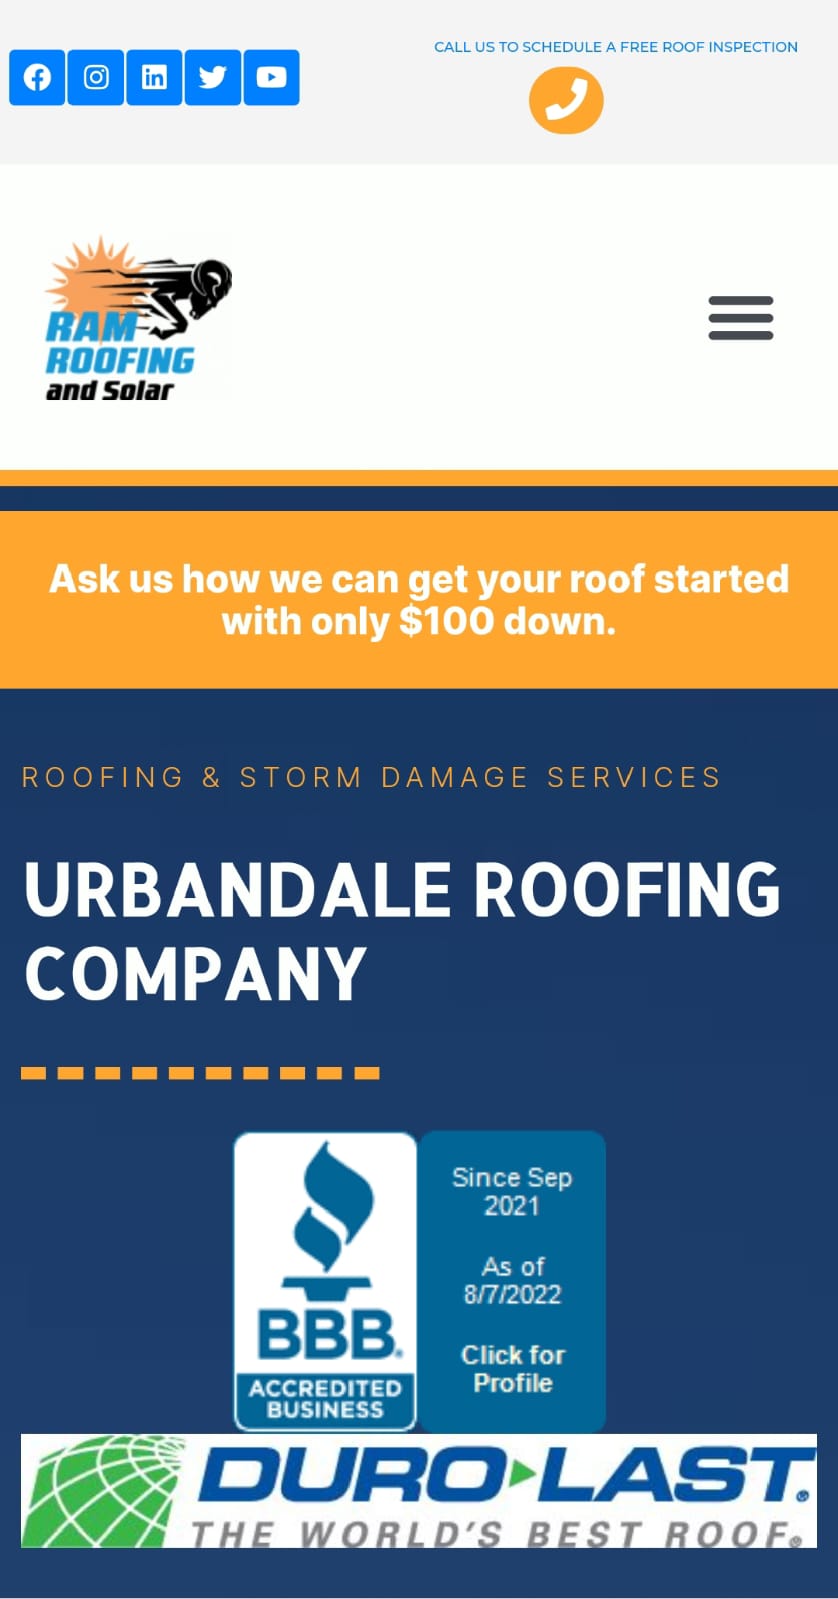 CALL US TO SCHEDULE A FREE ROOF INSPECTION
RAM
ROOFING
and Solar
Ask us how we can get your roof started
with only $100 down.
ROOFING & STORM DAMAGE SERVICES
URBANDALE ROOFING
COMPANY
BBB.
ACCREDITED
BUSINESS
Since Sep
2021
As of
8/7/2022
Click for
Profile
DURO-LAST®
THE WORLD'S BEST ROOF®